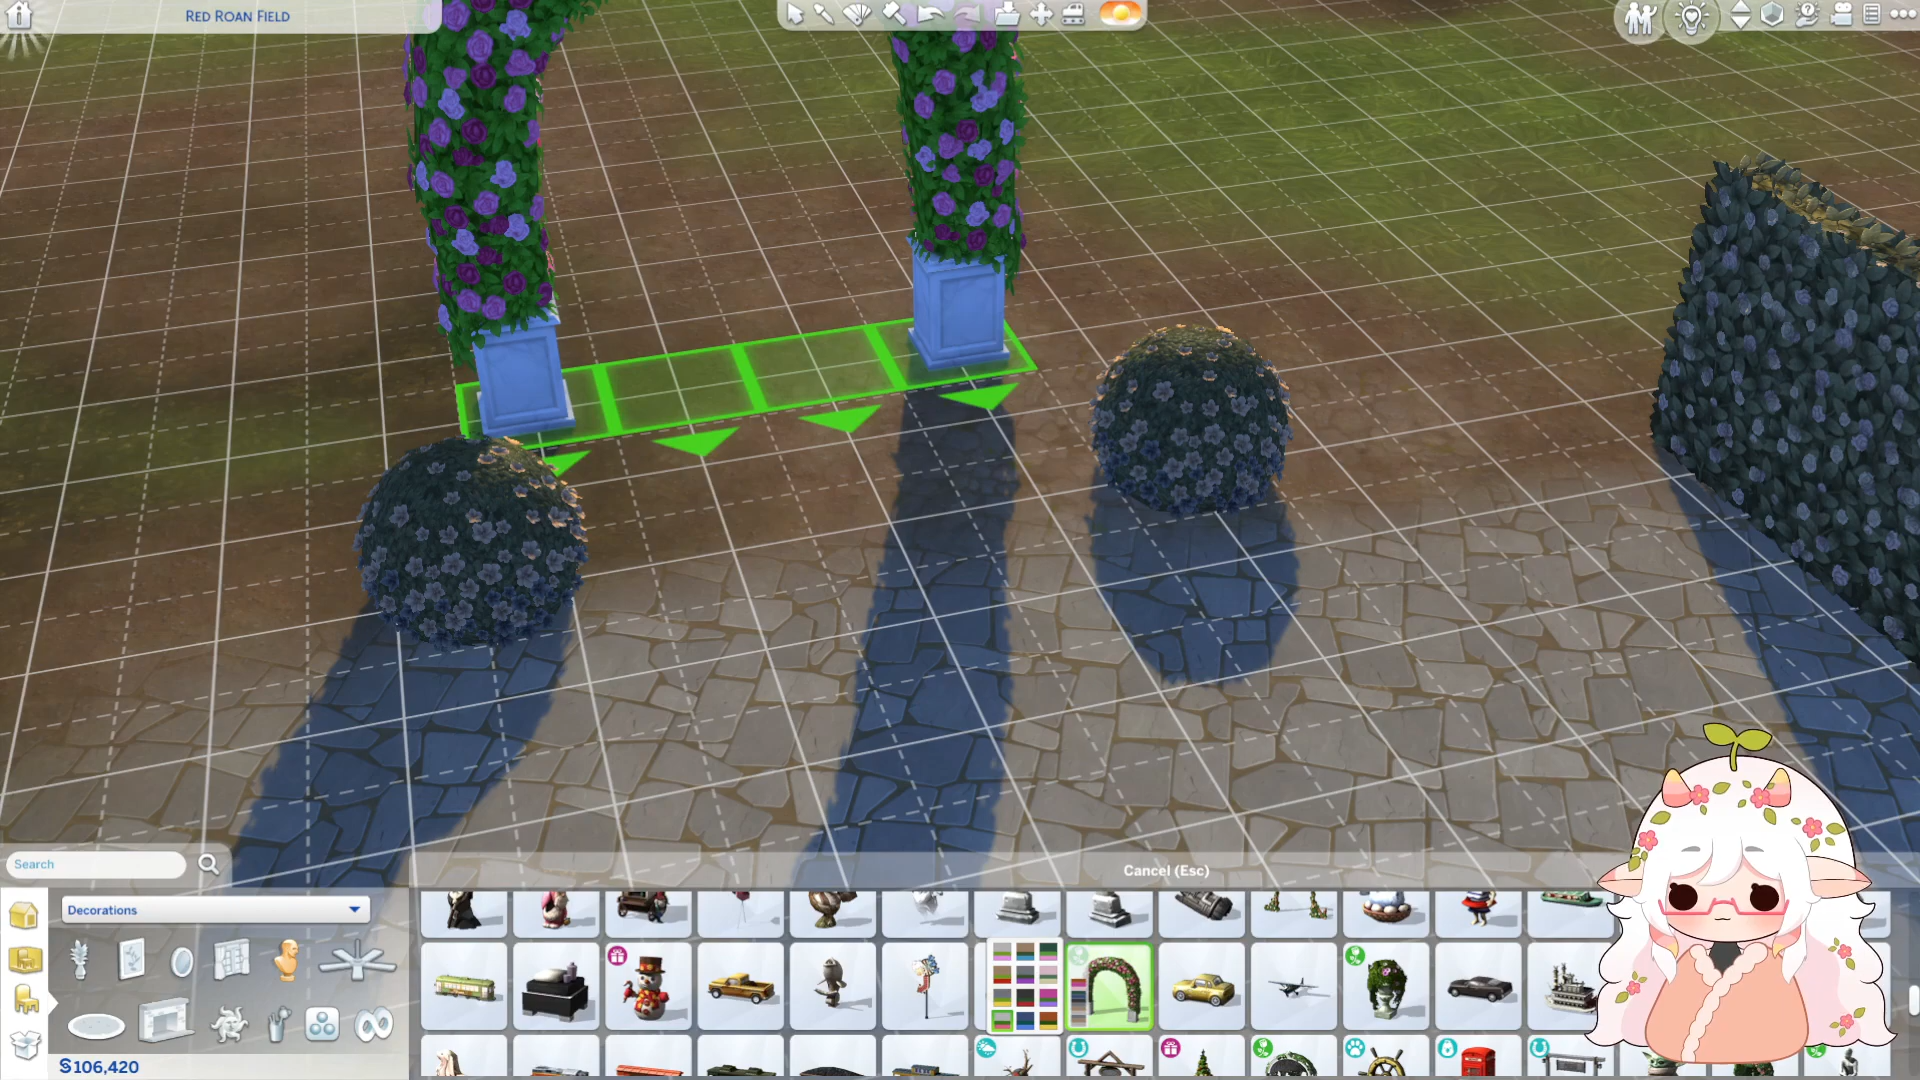 RED ROAN FIELD
Search
Cancel (Esc)
Decorations
§106,420